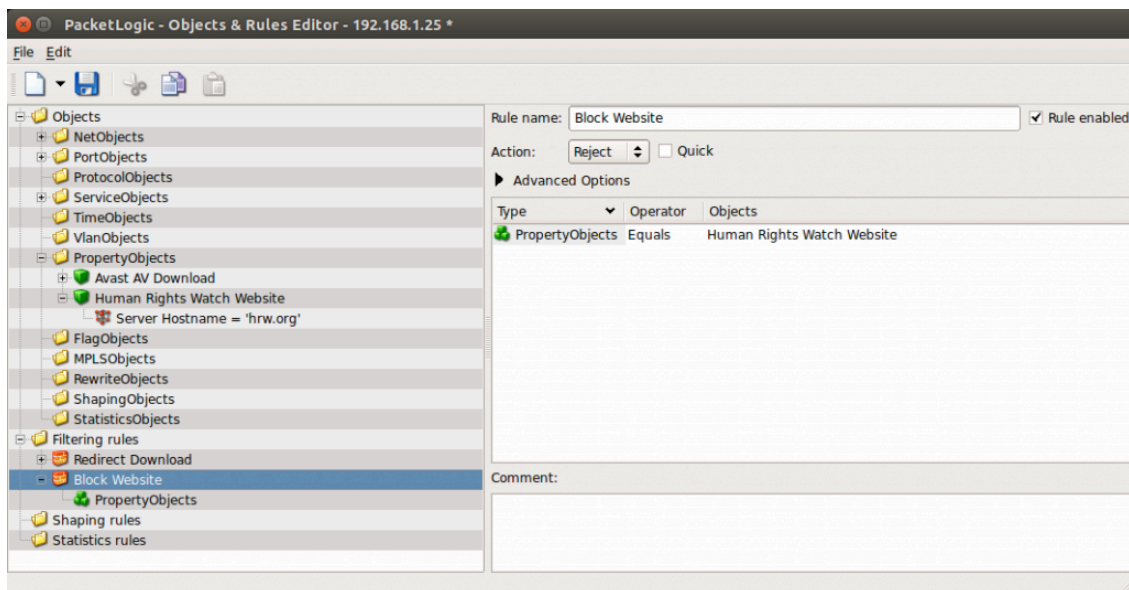 PacketLogic - Objects & Rules Editor - 192.168.1.25 *
File Edit
Objects
NetObjects
PortObjects
ProtocolObjects
ServiceObjects
TimeObjects
VlanObjects
PropertyObjects
Avast AV Download
Human Rights Watch Website
Server Hostname = 'hrw.org'
FlagObjects
MPLSObjects
RewriteObjects
ShapingObjects
StatisticsObjects
Filtering rules
Redirect Download
Block Website
PropertyObjects
Shaping rules
Statistics rules
Rule name: Block Website Rule enabled
Action: Reject Quick
Advanced Options
Type Operator Objects
PropertyObjects Equals Human Rights Watch Website
Comment: